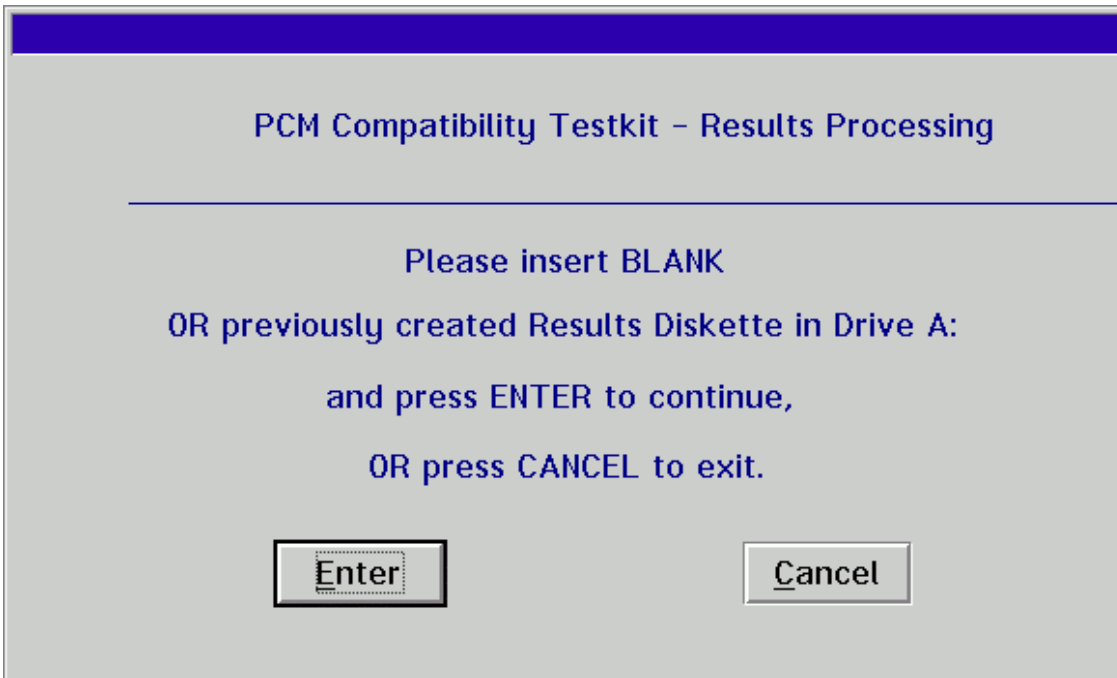 PCM Compatibility Testkit - Results Processing
Please insert BLANK
OR previously created Results Diskette in Drive A:
and press ENTER to continue,
OR press CANCEL to exit.
Enter
Cancel